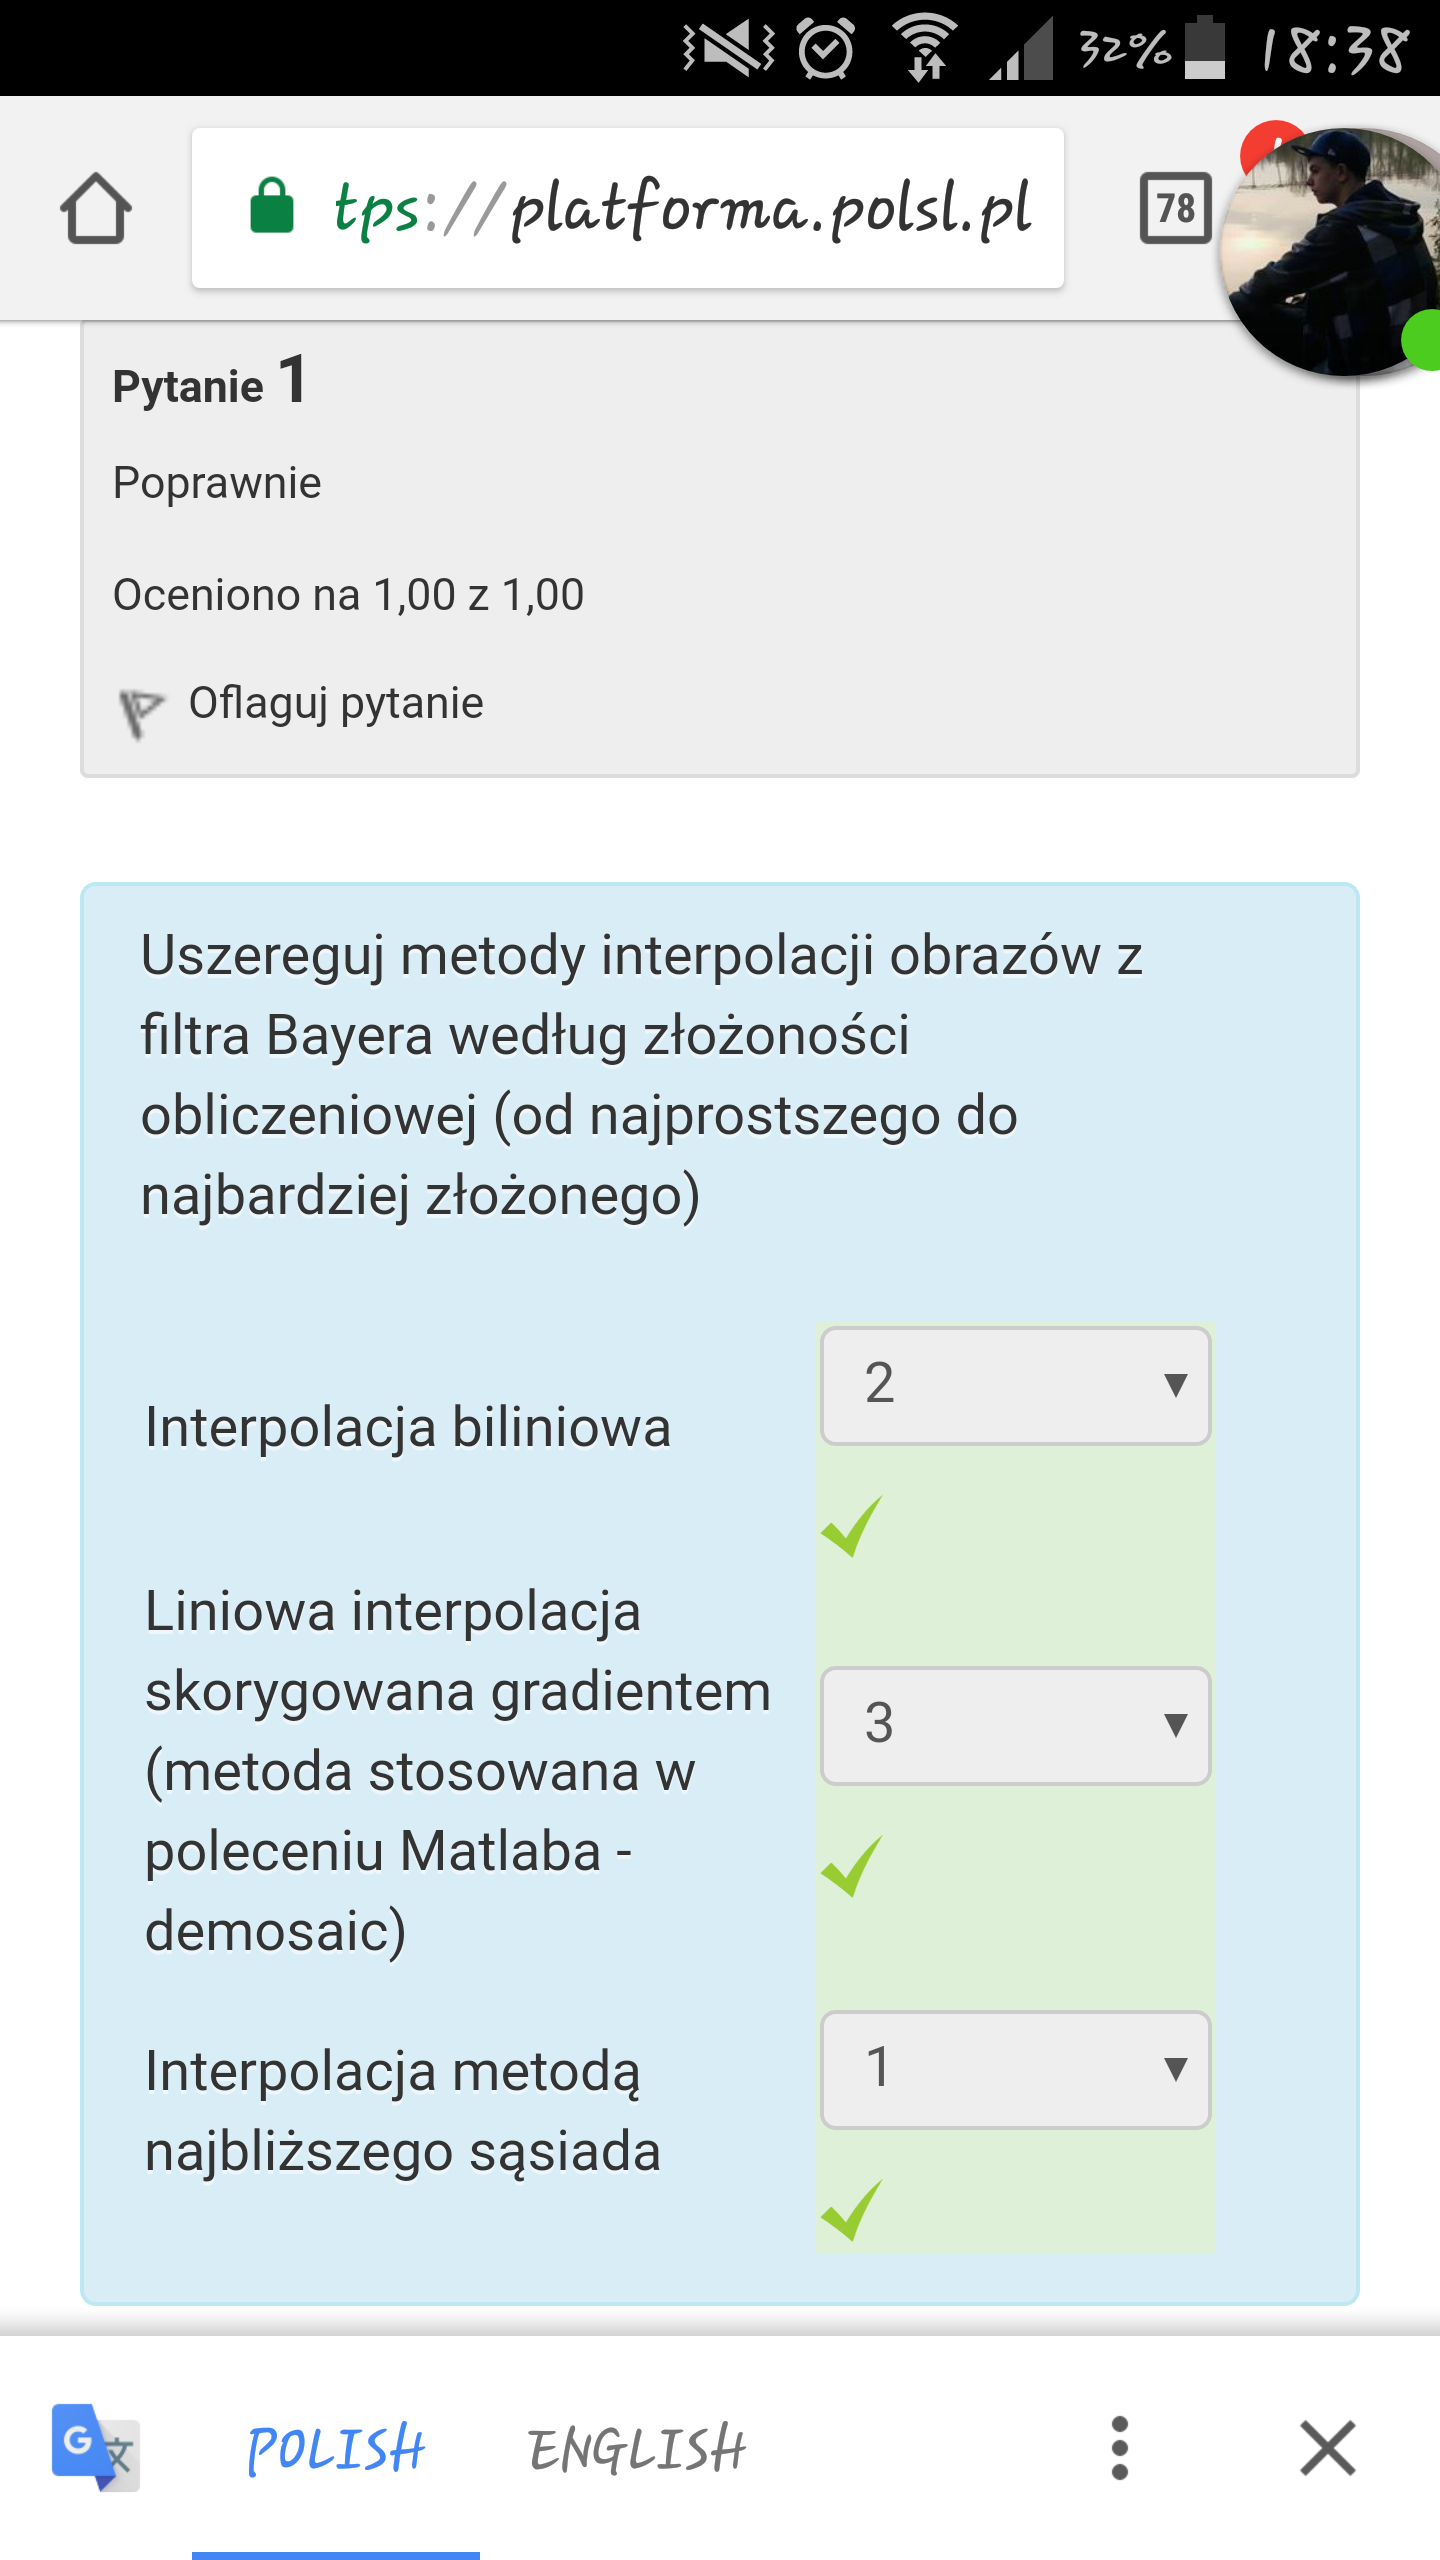 32% 18:38
tps://platforma.polsl.pl
78
Pytanie 1
Poprawnie
Oceniono na 1,00 z 1,00
Oflaguj pytanie
Uszereguj metody interpolacji obrazów z
filtra Bayera według złożoności
obliczeniowej (od najprostszego do
najbardziej złożonego)
2
Interpolacja biliniowa
Liniowa interpolacja
skorygowana gradientem
(metoda stosowana w
poleceniu Matlaba -
demosaic)
3
Interpolacja metodą
najbliższego sąsiada
1
G 文
POLISH ENGLISH